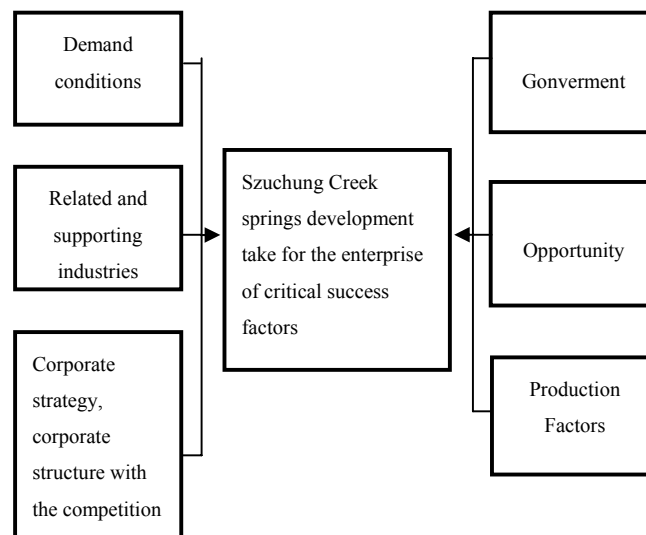 Demand
conditions
Related and
supporting
industries
Corporate
strategy,
corporate
structure with
the competition
Szuchung Creek
springs development
take for the enterprise
of critical success
factors
Gonverment
Opportunity
Production
Factors